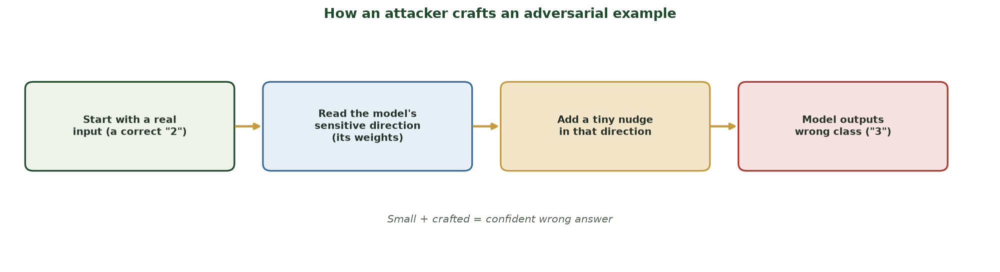 How an attacker crafts an adversarial example
Start with a real
input (a correct "2")
Read the model's
sensitive direction
(its weights)
Add a tiny nudge
in that direction
Model outputs
wrong class ("3")
Small + crafted = confident wrong answer